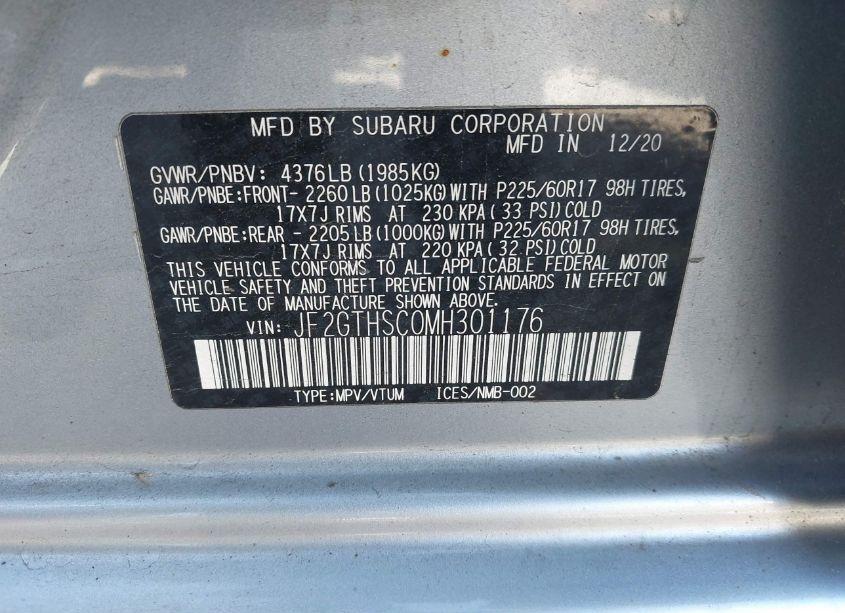 MFD BY SUBARU CORPORATION
MFD IN 12/20
GVWR/PNBV: 4376LB (1985KG)
GAWR/PNBE:FRONT- 2260LB (1025KG) WITH P225/60R17 98H TIRES,
17X7J RIMS AT 230 KPA ( 33 PSI) COLD
GAWR/PNBE:REAR - 2205LB (1000KG) WITH P225/60R17 98H TIRES,
17X7J RIMS AT 220 KPA ( 32 PSI) COLD
THIS VEHICLE CONFORMS TO ALL APPLICABLE FEDERAL MOTOR
VEHICLE SAFETY AND THEFT PREVENTION STANDARDS IN EFFECT ON
THE DATE OF MANUFACTURE SHOWN ABOVE.
VIN: JF2GTHSC0MH301176
TYPE:MPV/VTUM ICES/NMB-002